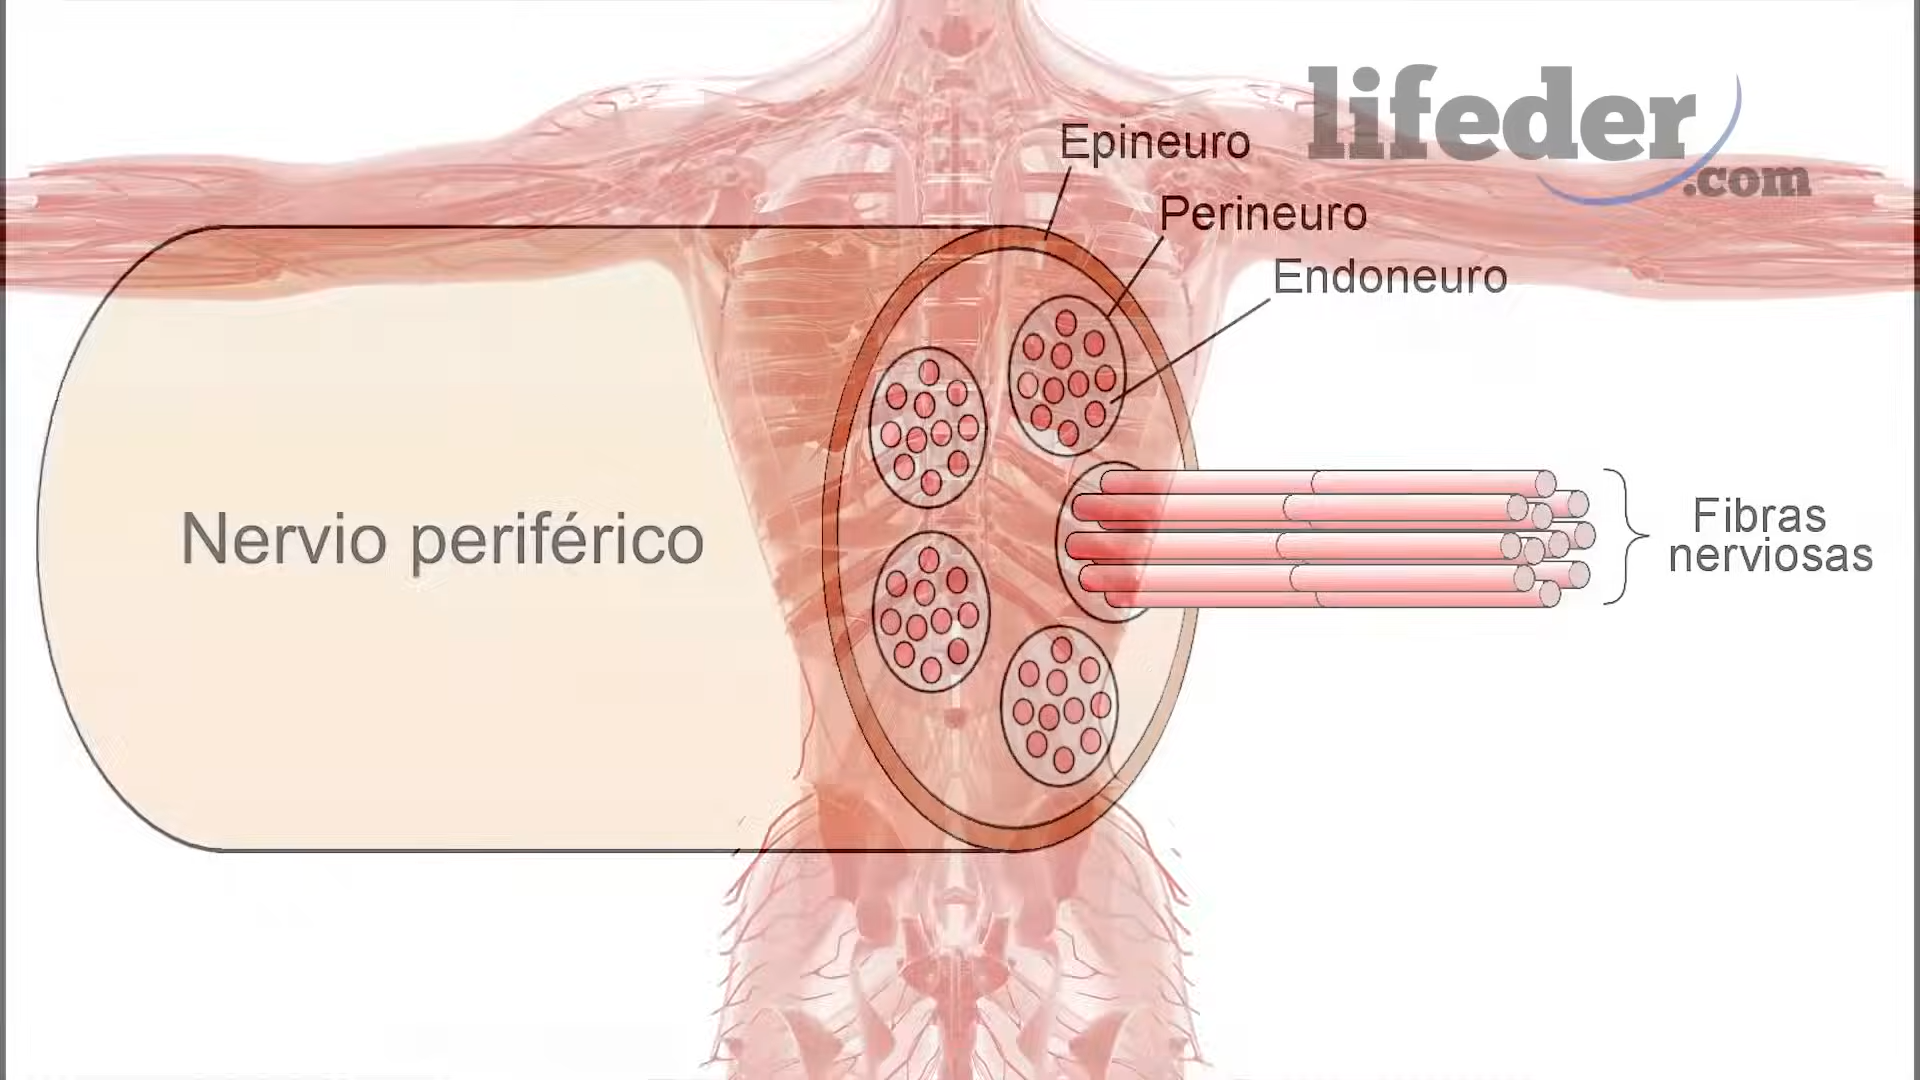 lifeder
.com
Epineuro
Perineuro
Endoneuro
Nervio periférico
Fibras
nerviosas